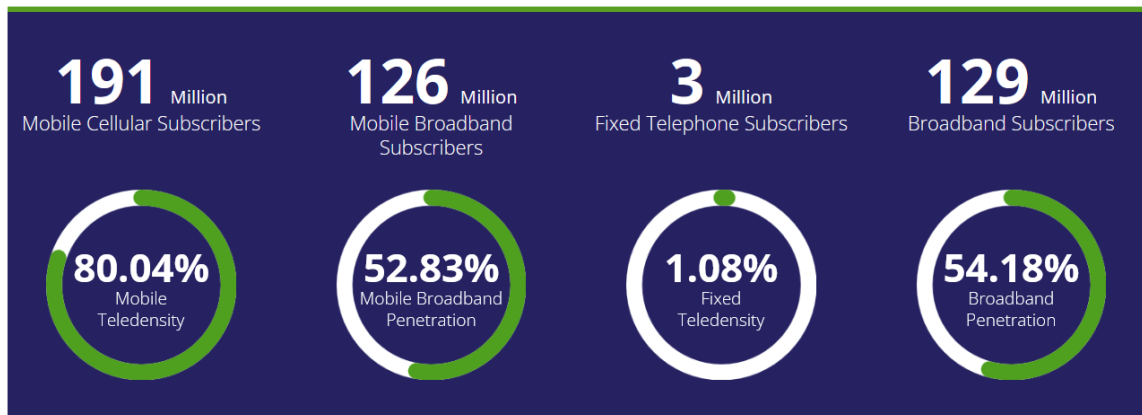 191 Million
Mobile Cellular Subscribers
80.04%
Mobile
Teledensity
126 Million
Mobile Broadband
Subscribers
52.83%
Mobile Broadband
Penetration
3 Million
Fixed Telephone Subscribers
1.08%
Fixed
Teledensity
129 Million
Broadband Subscribers
54.18%
Broadband
Penetration